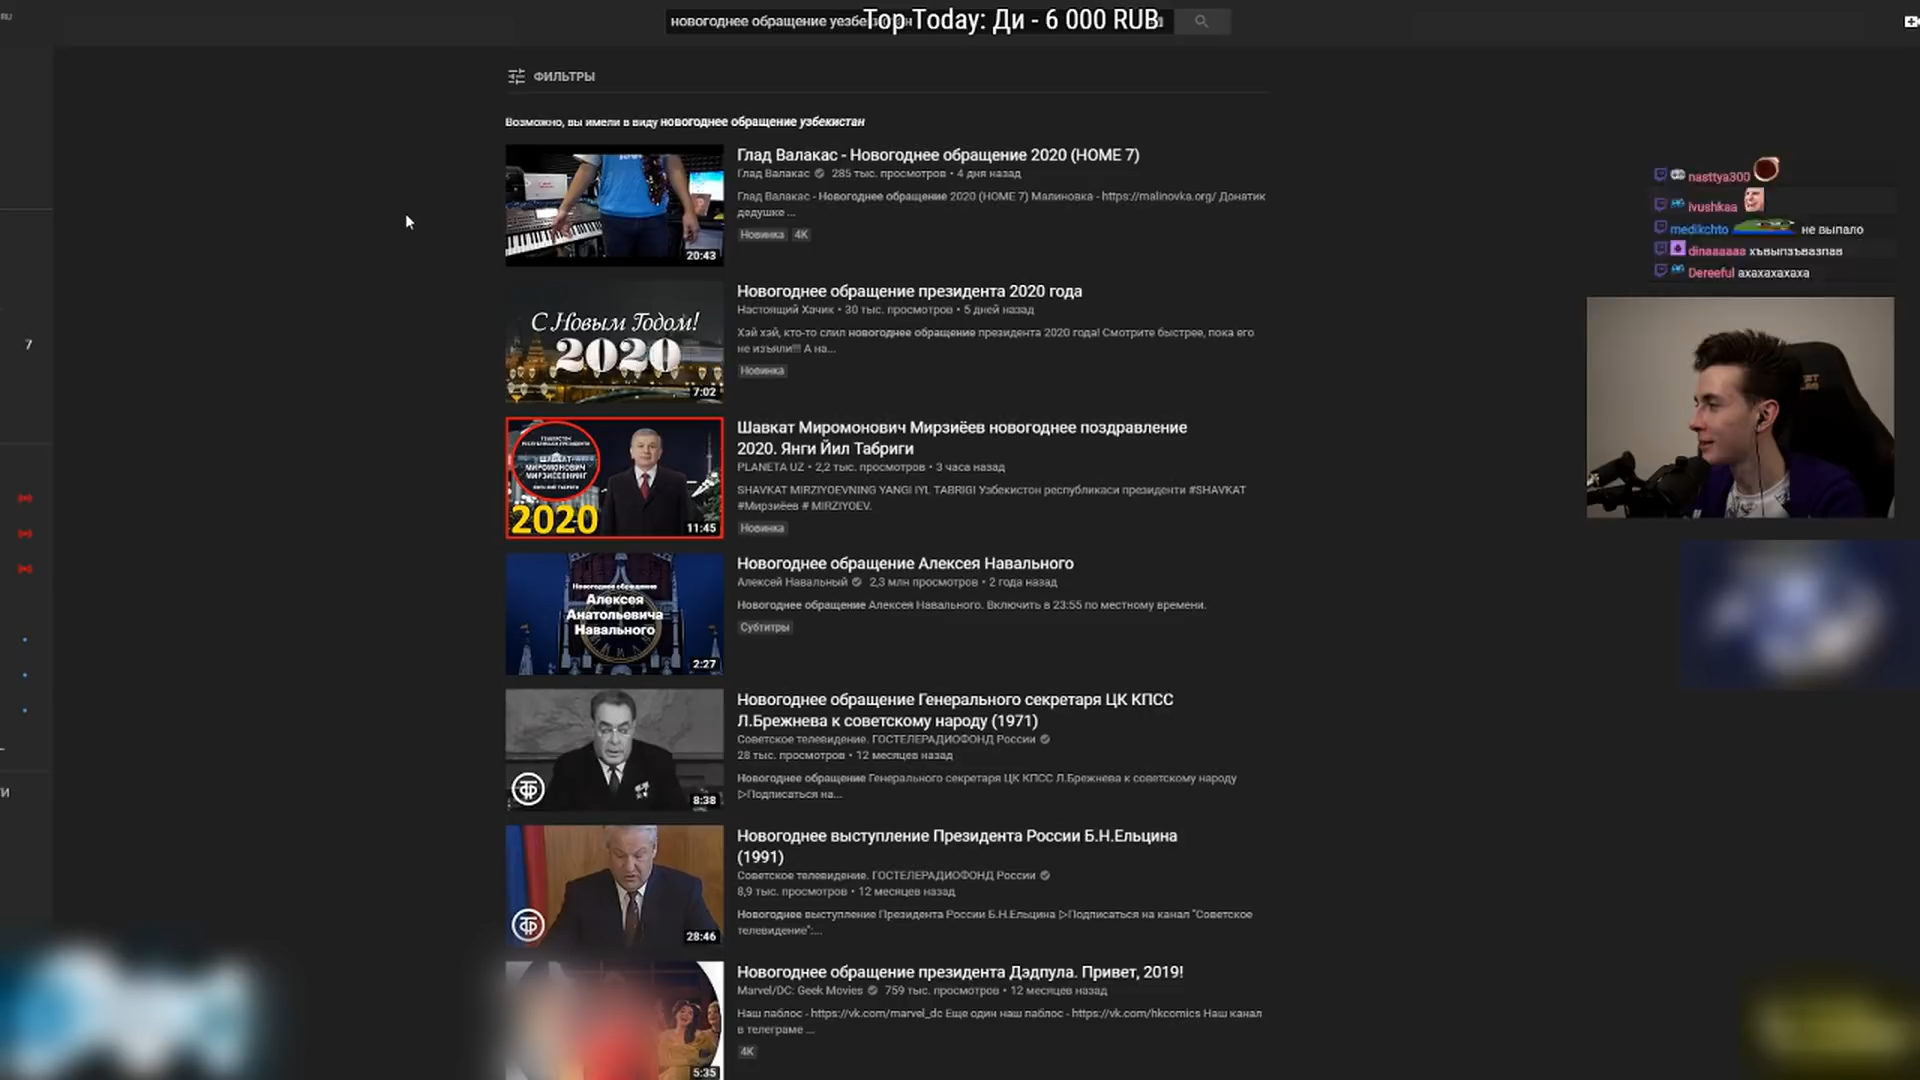 RU
новогоднее обращение уезбе
Top Today: Ди - 6 000 RUB
ФИЛЬТРЫ
Возможно, вы имели в виду новогоднее обращение узбекистан
Глад Валакас - Новогоднее обращение 2020 (HOME 7)
Глад Валакас 285 тыс. просмотров • 4 дня назад
Глад Валакас - Новогоднее обращение 2020 (HOME 7) Малиновка - https://malinovka.org/ Донатик
дедушке ...
Новинка 4K
20:43
Новогоднее обращение президента 2020 года
Настоящий Хачик • 30 тыс. просмотров • 5 дней назад
Хэй хэй, кто-то слил новогоднее обращение президента 2020 года! Смотрите быстрее, пока его
не изъяли!!! А на...
Новинка
С Новым Годом!
2020
7:02
Шавкат Миромонович Мирзиёев новогоднее поздравление
2020. Янги Йил Табриги
PLANETA UZ • 2,2 тыс. просмотров • 3 часа назад
SHAVKAT MIRZIYOEVNING YANGI IYL TABRIGI Узбекистон республикаси президенти #SHAVKAT
#Мирзиёев # MIRZIYOEV.
Новинка
ШАВКАТ
МИРОМОНОВИЧ
МИРЗИЁЕВНИНГ
2020
11:45
Новогоднее обращение Алексея Навального
Алексей Навальный 2,3 млн просмотров • 2 года назад
Новогоднее обращение Алексея Навального. Включить в 23:55 по местному времени.
Субтитры
Новогоднее обращение
Алексея
Анатольевича
Навального
2:27
Новогоднее обращение Генерального секретаря ЦК КПСС
Л.Брежнева к советскому народу (1971)
Советское телевидение. ГОСТЕЛЕРАДИОФОНД России
28 тыс. просмотров • 12 месяцев назад
Новогоднее обращение Генерального секретаря ЦК КПСС Л.Брежнева к советскому народу
▷Подписаться на...
8:38
Новогоднее выступление Президента России Б.Н.Ельцина
(1991)
Советское телевидение. ГОСТЕЛЕРАДИОФОНД России
8,9 тыс. просмотров • 12 месяцев назад
Новогоднее выступление Президента России Б.Н.Ельцина ▷Подписаться на канал "Советское
телевидение":...
28:46
Новогоднее обращение президента Дэдпула. Привет, 2019!
Marvel/DC: Geek Movies 759 тыс. просмотров • 12 месяцев назад
Наш паблос - https://vk.com/marvel_dc Еще один наш паблос - https://vk.com/hkcomics Наш канал
в телеграме ...
4K
5:35
7
ТИ
nasttya300
ivushkaa
medikchto не выпало
dinaaaaaa хъвыпзъвазпав
Dereeful ахахахахаха